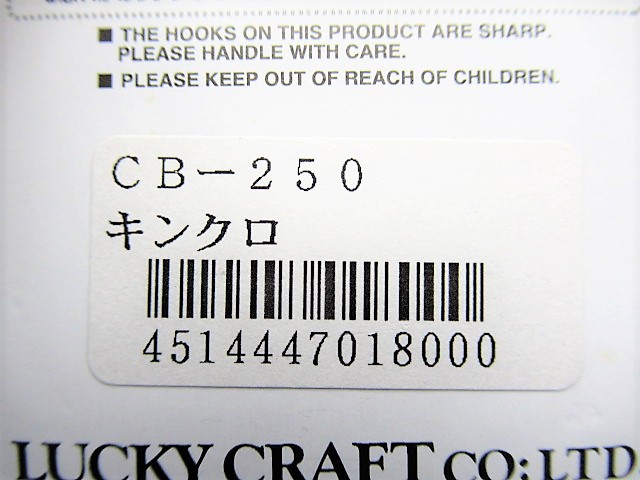 ■ THE HOOKS ON THIS PRODUCT ARE SHARP.
PLEASE HANDLE WITH CARE.
■ PLEASE KEEP OUT OF REACH OF CHILDREN.
CB－250
キンクロ
4514447018000
LUCKY CRAFT CO:LTD